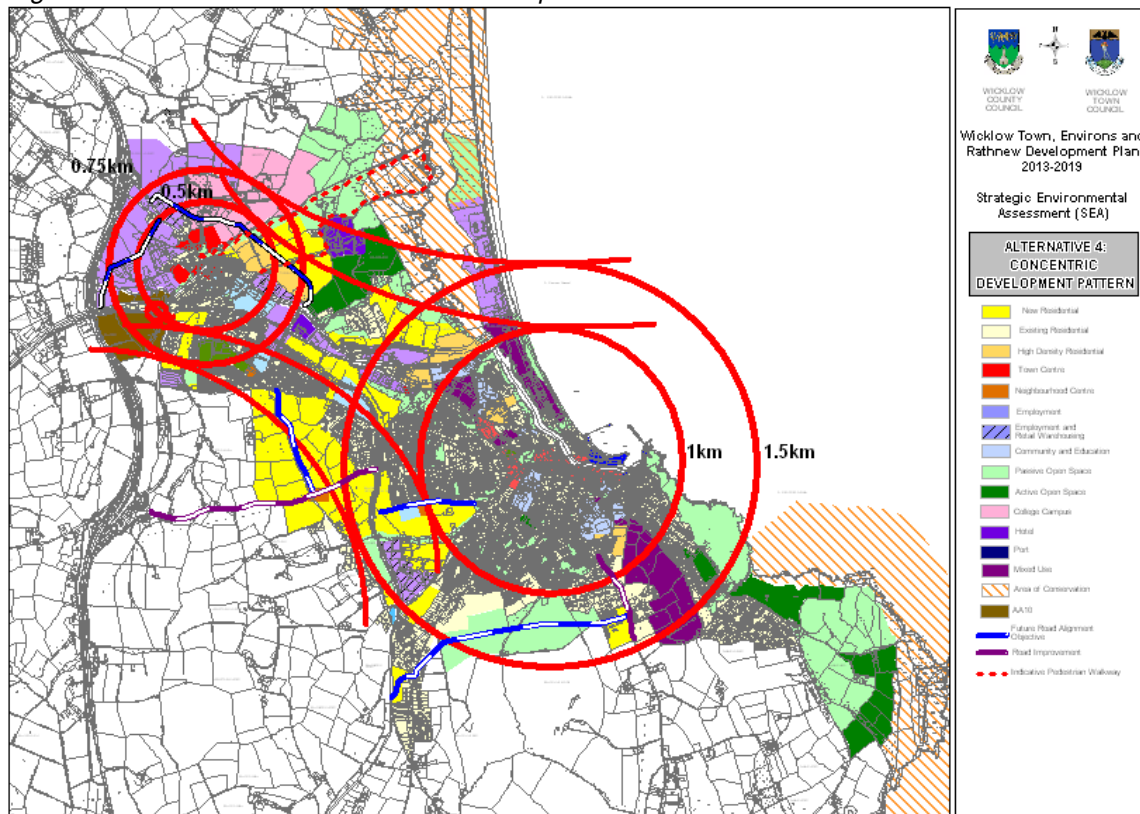 0.75km
0.5km
1km
1.5km
WICKLOW
COUNTY
COUNCIL
WICKLOW
TOWN
COUNCIL
Wicklow Town, Environs and
Rathnew Development Plan
2013-2019
Strategic Environmental
Assessment (SEA)
ALTERNATIVE 4:
CONCENTRIC
DEVELOPMENT PATTERN
New Residential
Existing Residential
High Density Residential
Town Centre
Neighbourhood Centre
Employment
Employment and
Retail Warehousing
Community and Education
Passive Open Space
Active Open Space
College Campus
Hotel
Port
Mixed Use
Area of Conservation
AA10
Future Road Alignment
Objective
Road Improvement
Indicative Pedestrian Walkway